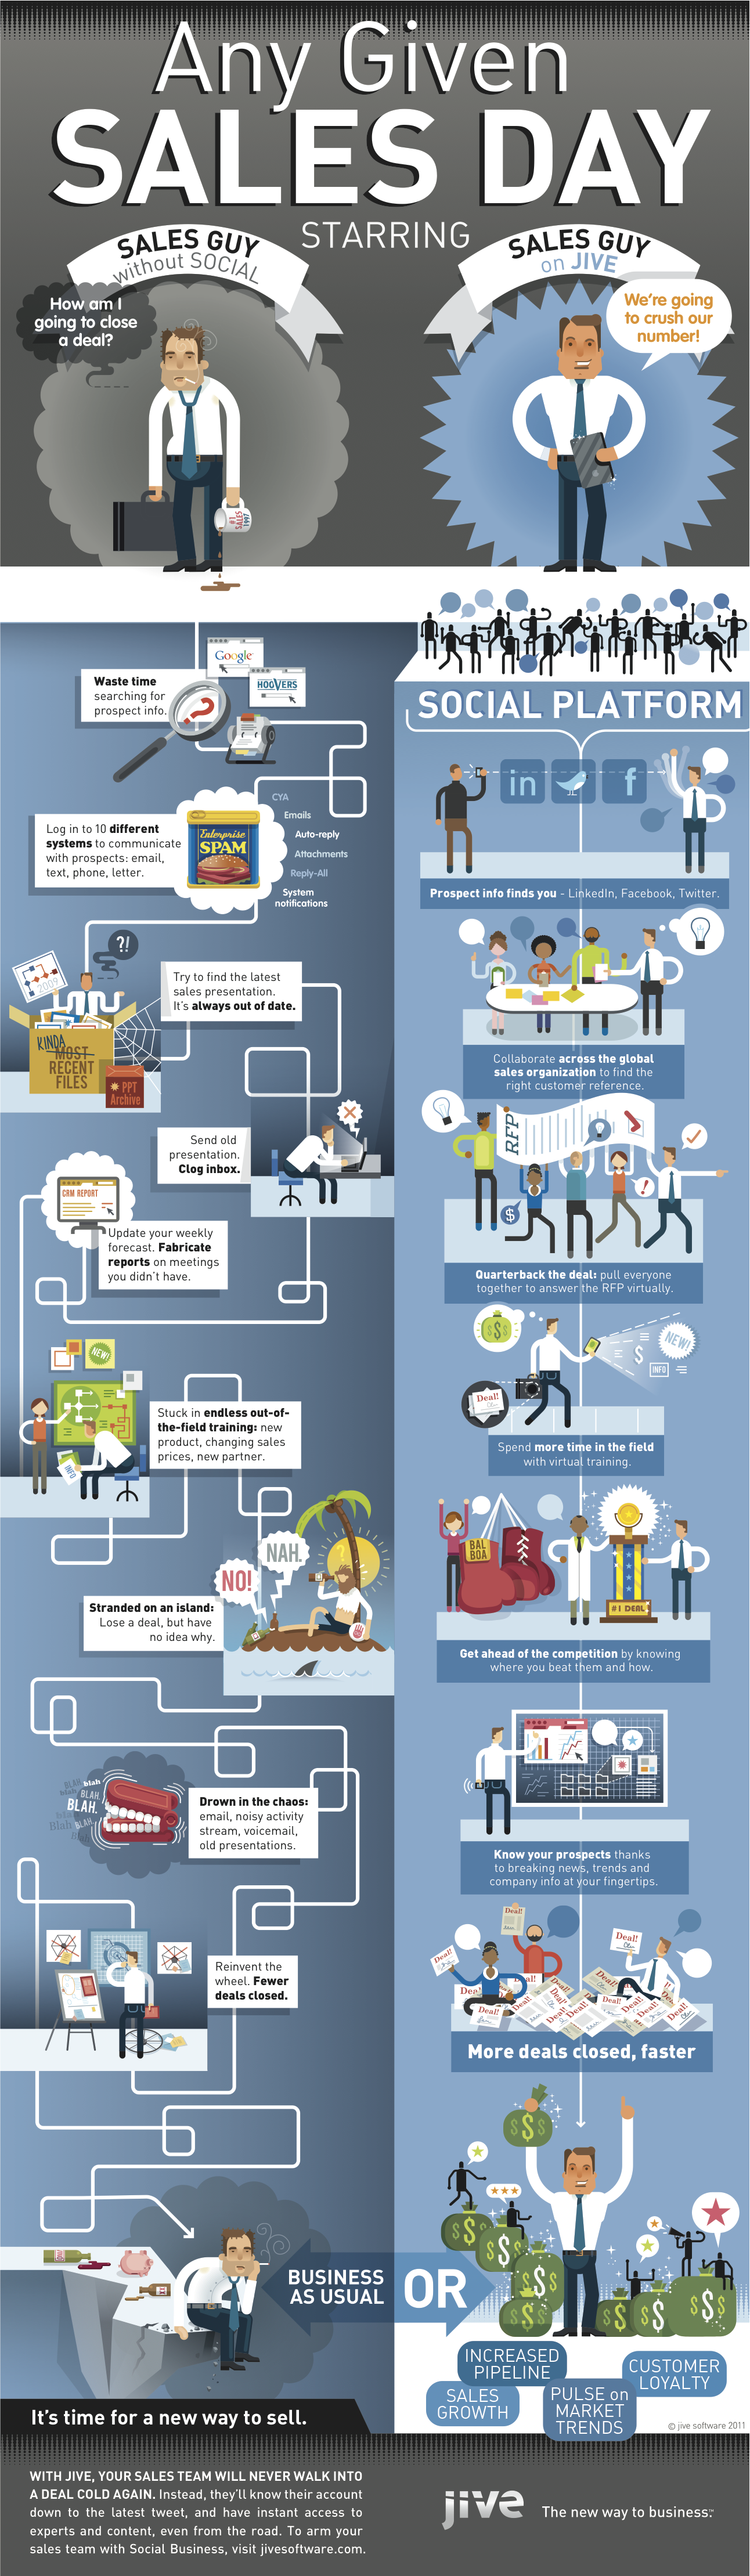 Any Given
SALES DAY
STARRING
SALES GUY
without SOCIAL
SALES GUY
on JIVE
How am I
going to close
a deal?
We're going
to crush our
number!
#1
SALES
1997
Google
HOOVERS
Waste time
searching for
prospect info.
?
Log in to 10 different
systems to communicate
with prospects: email,
text, phone, letter.
Enterprise
SPAM
CYA
Emails
Auto-reply
Attachments
Reply-All
System
notifications
?!
2009
Try to find the latest
sales presentation.
It's always out of date.
KINDA
MOST
RECENT
FILES
PPT
Archive
Send old
presentation.
Clog inbox.
CRM REPORT
Update your weekly
forecast. Fabricate
reports on meetings
you didn't have.
NEW!
INFO
Stuck in endless out-of-
the-field training: new
product, changing sales
prices, new partner.
NAH.
NO!
?
Stranded on an island:
Lose a deal, but have
no idea why.
BLAH
blah
BLAH,
BLAH.
Blah
BLAH,
Drown in the chaos:
email, noisy activity
stream, voicemail,
old presentations.
Reinvent the
wheel. Fewer
deals closed.
BUSINESS
AS USUAL
OR
It's time for a new way to sell.
SOCIAL PLATFORM
in
f
Prospect info finds you - LinkedIn, Facebook, Twitter.
Collaborate across the global
sales organization to find the
right customer reference.
RFP
$
!
Quarterback the deal: pull everyone
together to answer the RFP virtually.
$$$
NEW!
$
INFO
Deal!
Spend more time in the field
with virtual training.
BAL
BOA
#1 DEAL
Get ahead of the competition by knowing
where you beat them and how.
Know your prospects thanks
to breaking news, trends and
company info at your fingertips.
Deal!
Deal!
Deal!
Deal!
Deal!
Deal!
Deal!
Deal!
Deal!
More deals closed, faster
$$$
$$$
$$$
$$$
$$$
$$$
$$$
$$$
INCREASED
PIPELINE
SALES
GROWTH
PULSE on
MARKET
TRENDS
CUSTOMER
LOYALTY
© jive software 2011
WITH JIVE, YOUR SALES TEAM WILL NEVER WALK INTO
A DEAL COLD AGAIN. Instead, they'll know their account
down to the latest tweet, and have instant access to
experts and content, even from the road. To arm your
sales team with Social Business, visit jivesoftware.com.
jive
The new way to business.™